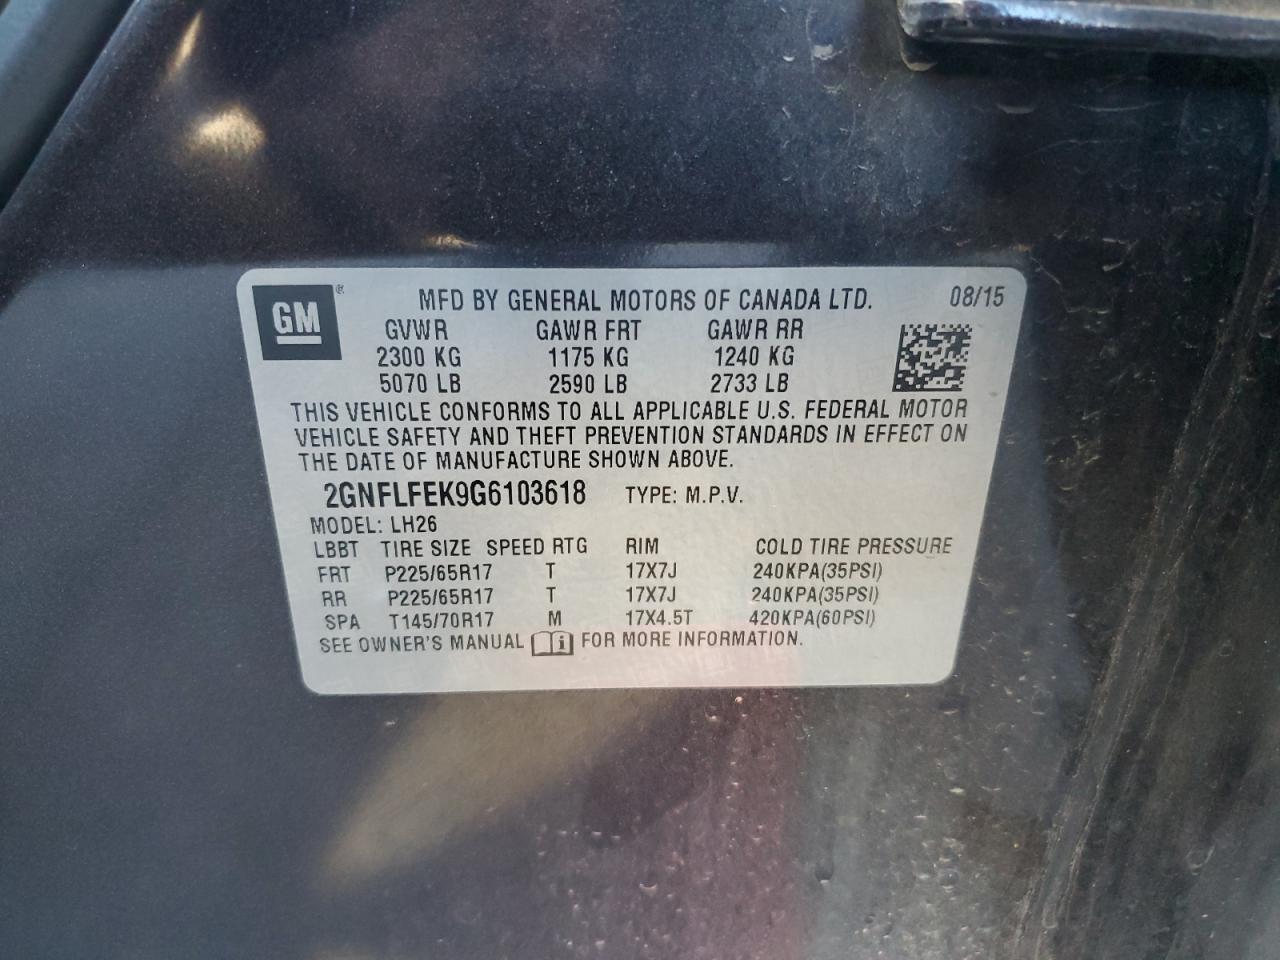 GM ® MFD BY GENERAL MOTORS OF CANADA LTD. 08/15
GVWR GAWR FRT GAWR RR
2300 KG 1175 KG 1240 KG
5070 LB 2590 LB 2733 LB
THIS VEHICLE CONFORMS TO ALL APPLICABLE U.S. FEDERAL MOTOR
VEHICLE SAFETY AND THEFT PREVENTION STANDARDS IN EFFECT ON
THE DATE OF MANUFACTURE SHOWN ABOVE.
2GNFLFEK9G6103618 TYPE: M.P.V.
MODEL: LH26
LBBT TIRE SIZE SPEED RTG RIM COLD TIRE PRESSURE
FRT P225/65R17 T 17X7J 240KPA(35PSI)
RR P225/65R17 T 17X7J 240KPA(35PSI)
SPA T145/70R17 M 17X4.5T 420KPA(60PSI)
SEE OWNER'S MANUAL i FOR MORE INFORMATION.